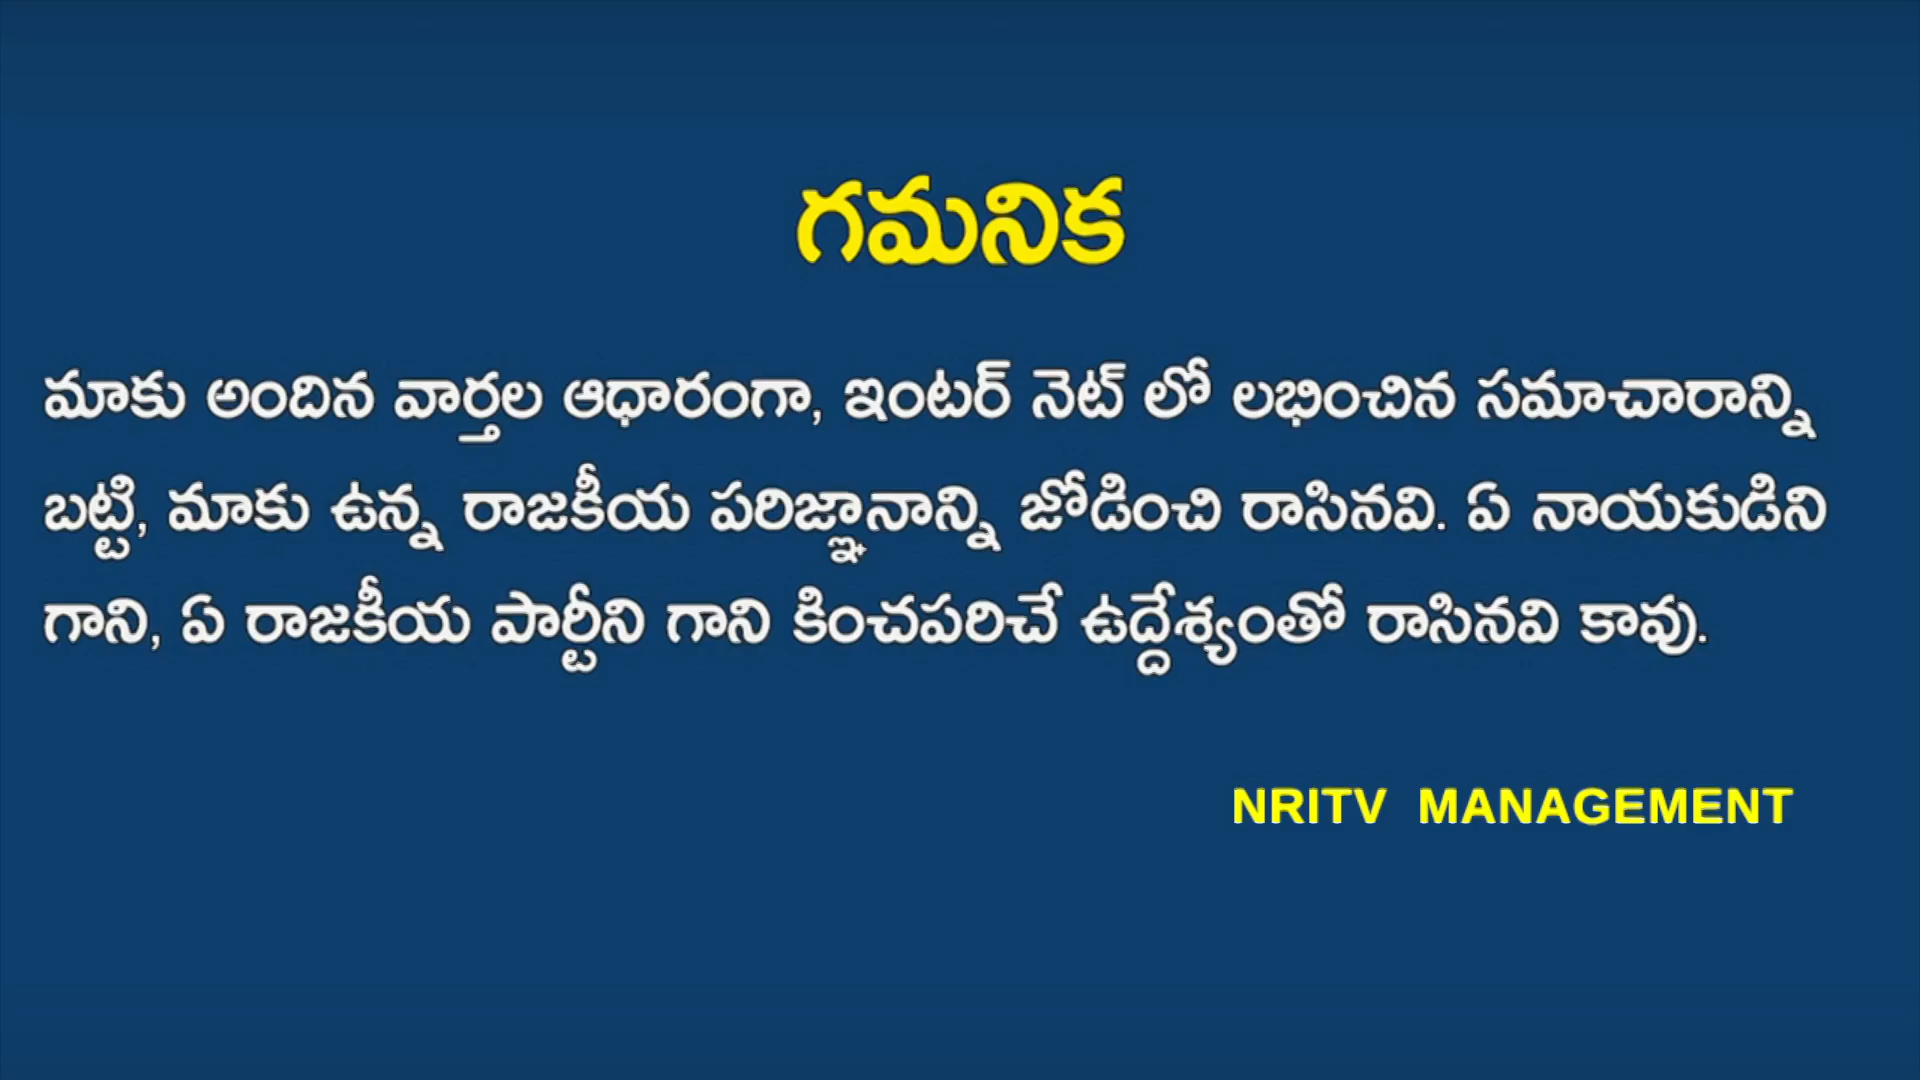 గమనిక
మాకు అందిన వార్తల ఆధారంగా, ఇంటర్ నెట్ లో లభించిన సమాచారాన్ని
బట్టి, మాకు ఉన్న రాజకీయ పరిజ్ఞానాన్ని జోడించి రాసినవి. ఏ నాయకుడిని
గాని, ఏ రాజకీయ పార్టీని గాని కించపరిచే ఉద్దేశ్యంతో రాసినవి కావు.
NRITV MANAGEMENT